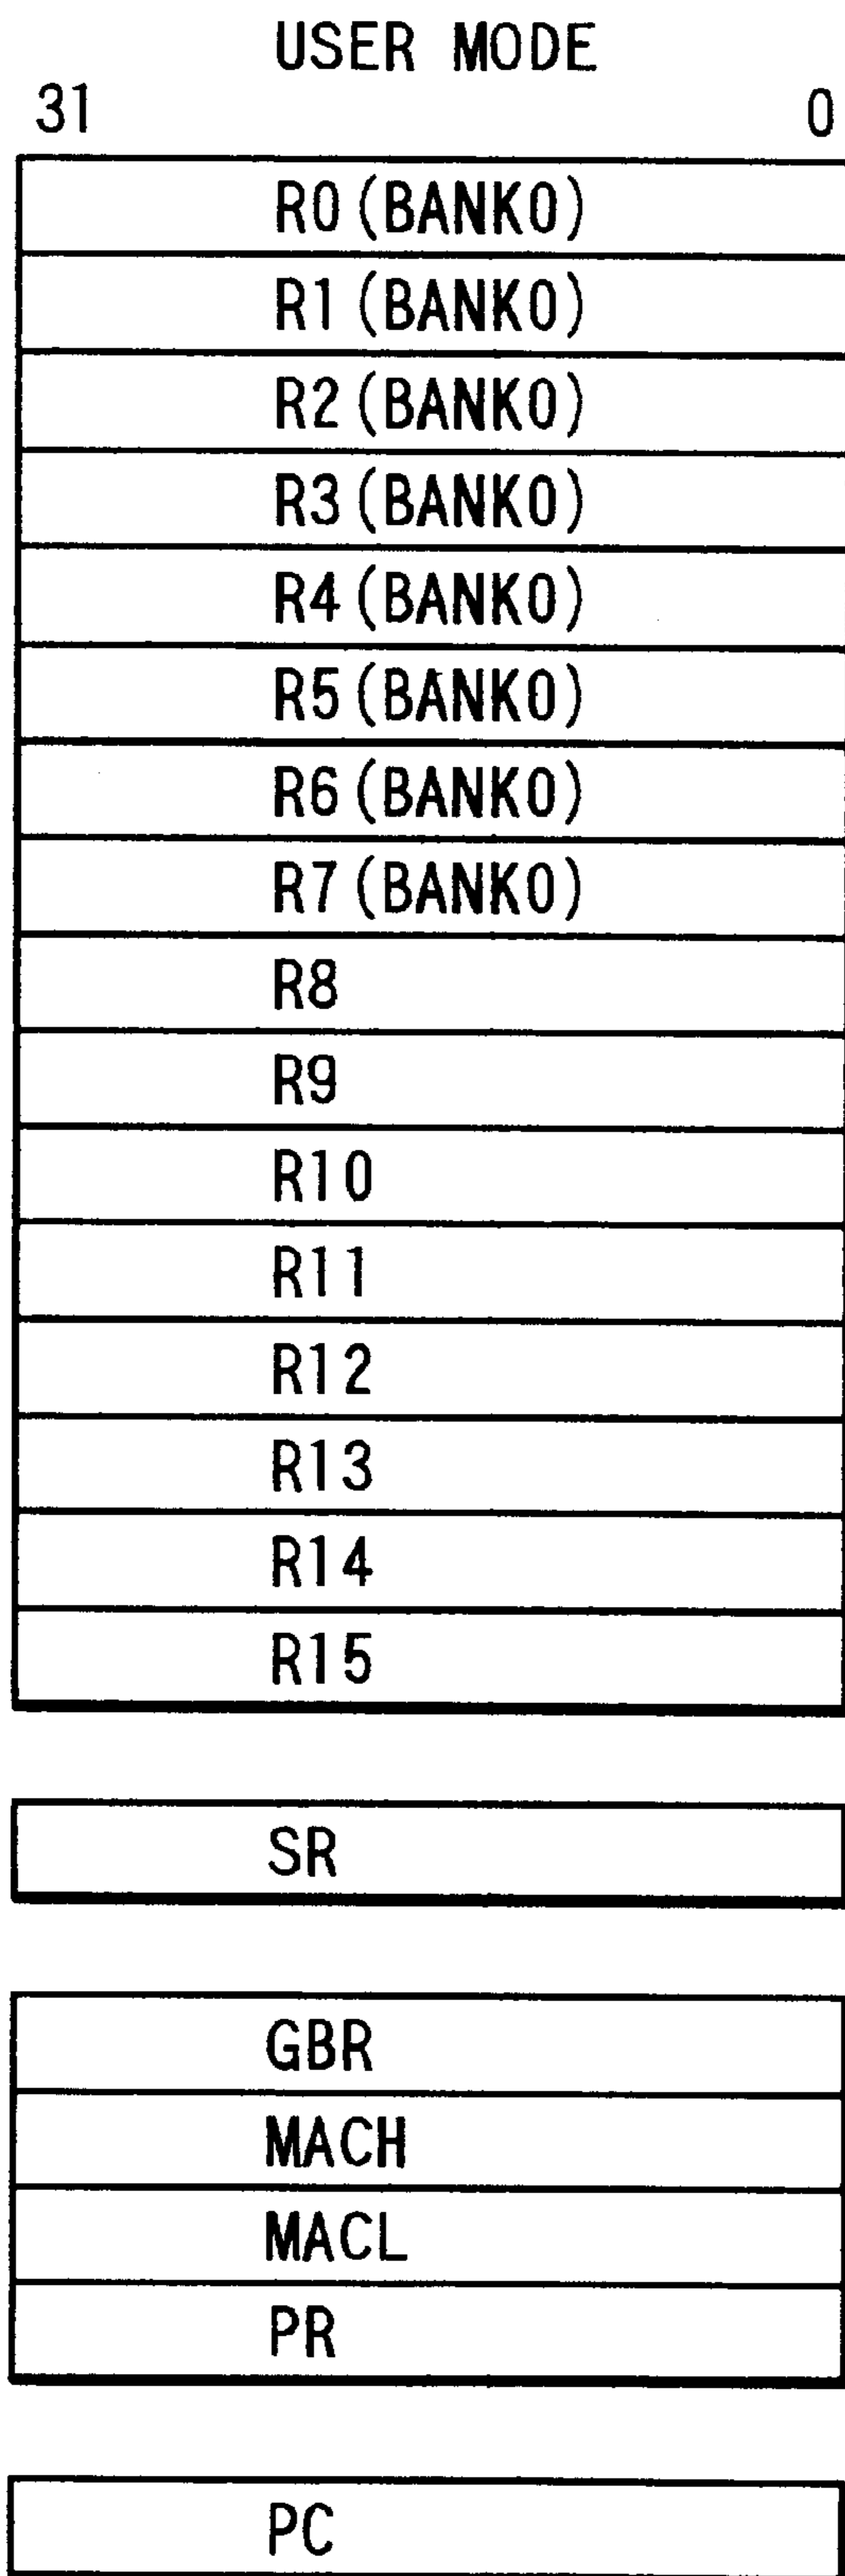 USER MODE
31 0
R0(BANK0)
R1(BANK0)
R2(BANK0)
R3(BANK0)
R4(BANK0)
R5(BANK0)
R6(BANK0)
R7(BANK0)
R8
R9
R10
R11
R12
R13
R14
R15
SR
GBR
MACH
MACL
PR
PC